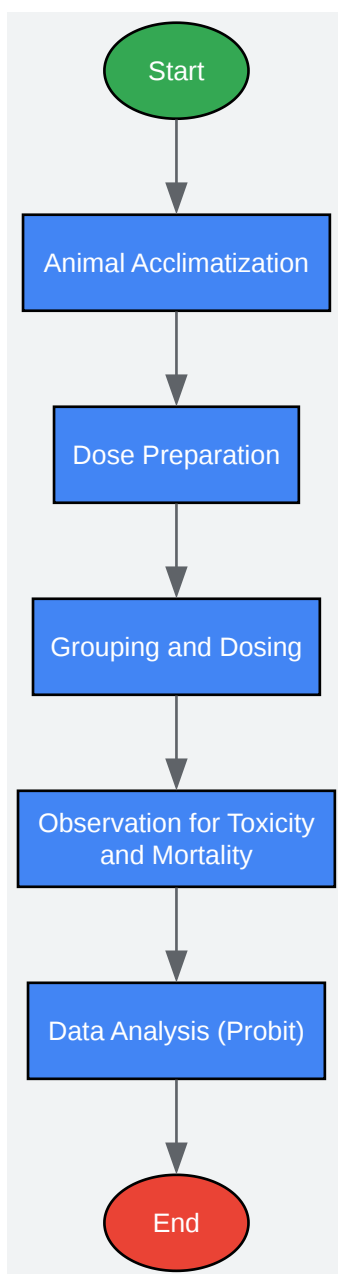 Start
Animal Acclimatization
Dose Preparation
Grouping and Dosing
Observation for Toxicity
and Mortality
Data Analysis (Probit)
End